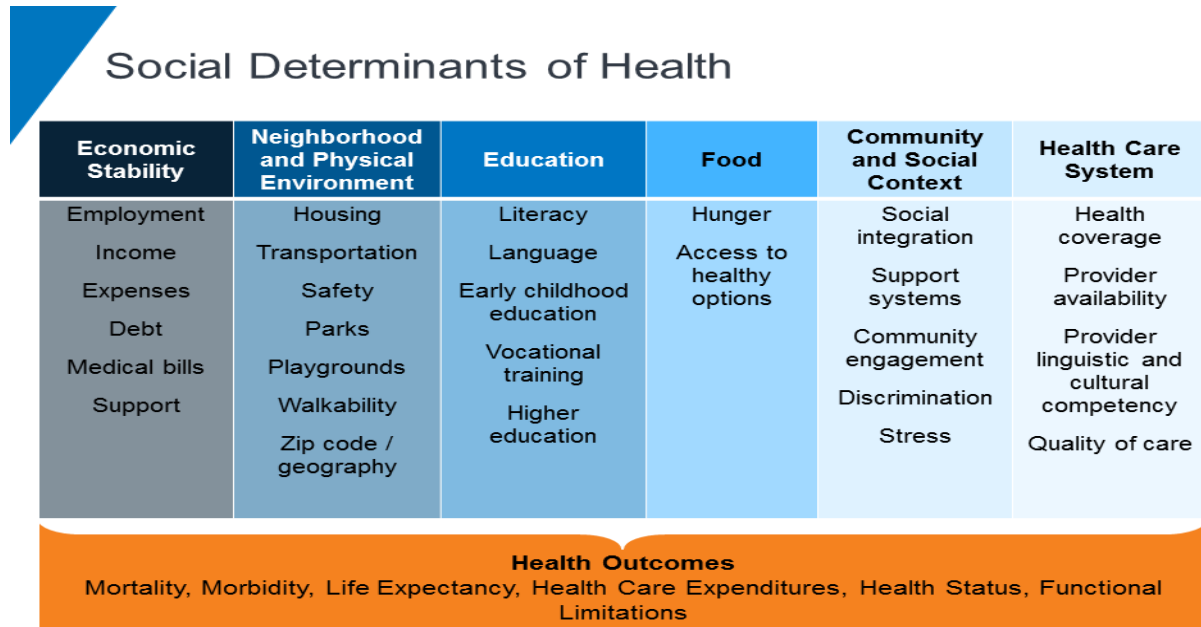 Social Determinants of Health
Economic
Stability
Neighborhood
and Physical
Environment
Education
Food
Community
and Social
Context
Health Care
System
Employment
Income
Expenses
Debt
Medical bills
Support
Housing
Transportation
Safety
Parks
Playgrounds
Walkability
Zip code /
geography
Literacy
Language
Early childhood
education
Vocational
training
Higher
education
Hunger
Access to
healthy
options
Social
integration
Support
systems
Community
engagement
Discrimination
Stress
Health
coverage
Provider
availability
Provider
linguistic and
cultural
competency
Quality of care
Health Outcomes
Mortality, Morbidity, Life Expectancy, Health Care Expenditures, Health Status, Functional
Limitations